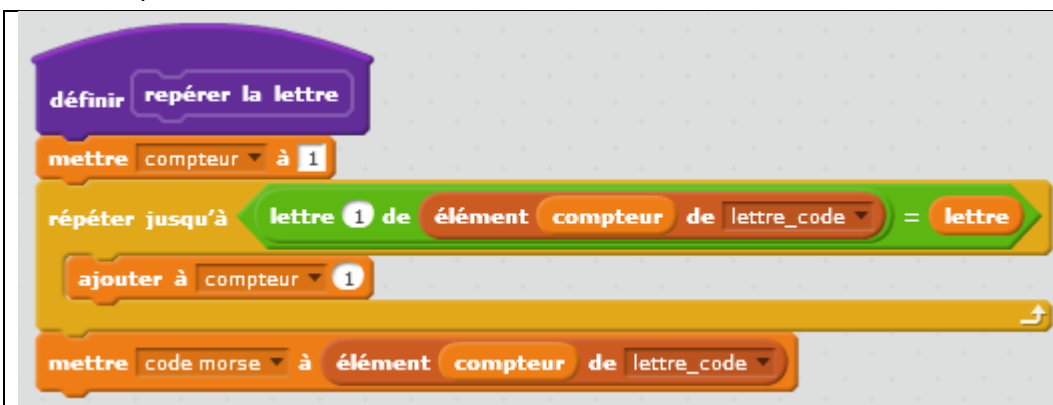 définir repérer la lettre
mettre compteur à 1
répéter jusqu'à lettre 1 de élément compteur de lettre_code = lettre
ajouter à compteur 1
mettre code morse à élément compteur de lettre_code